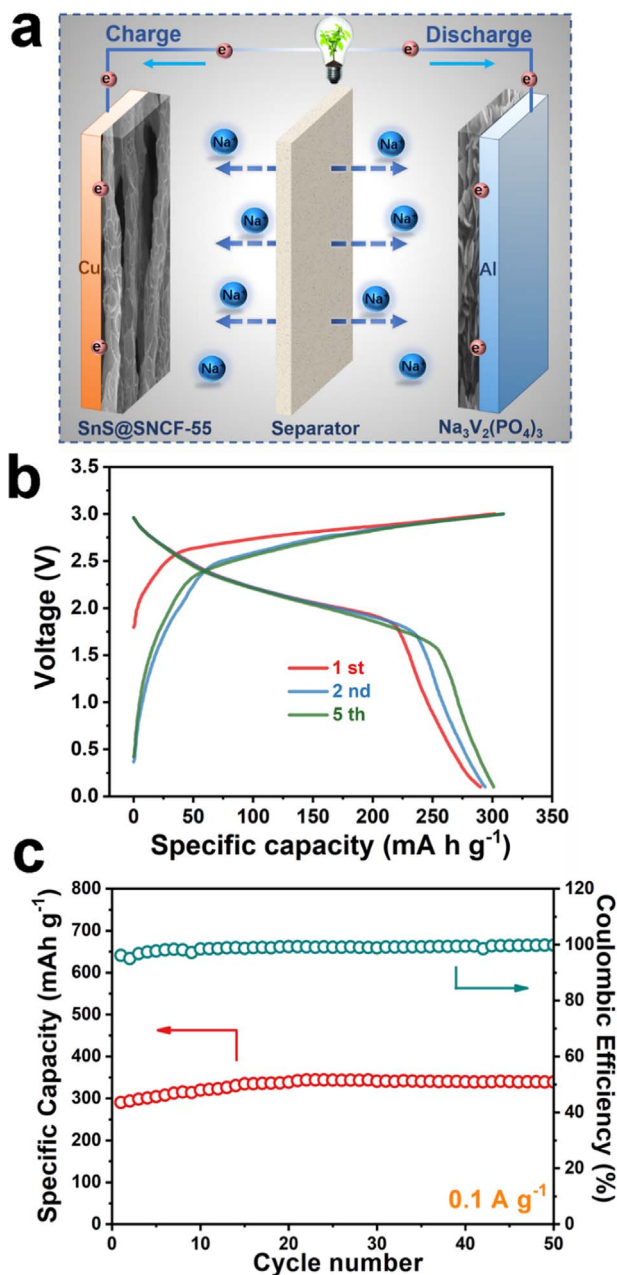 a
Charge
Discharge
e⁻
e⁻
e⁻
e⁻
Na⁺
Na⁺
e⁻
e⁻
Na⁺
Na⁺
Cu
Al
Na⁺
Na⁺
e⁻
e⁻
Na⁺
Na⁺
SnS@SNCF-55
Separator
Na₃V₂(PO₄)₃
b
Voltage (V)
3.5
3.0
2.5
2.0
1.5
1.0
0.5
0.0
1 st
2 nd
5 th
0 50 100 150 200 250 300 350
Specific capacity (mA h g⁻¹)
c
Specific Capacity (mAh g⁻¹)
800
700
600
500
400
300
200
100
0
120
100
80
60
40
20
0
Coulombic Efficiency (%)
0.1 A g⁻¹
0 10 20 30 40 50
Cycle number